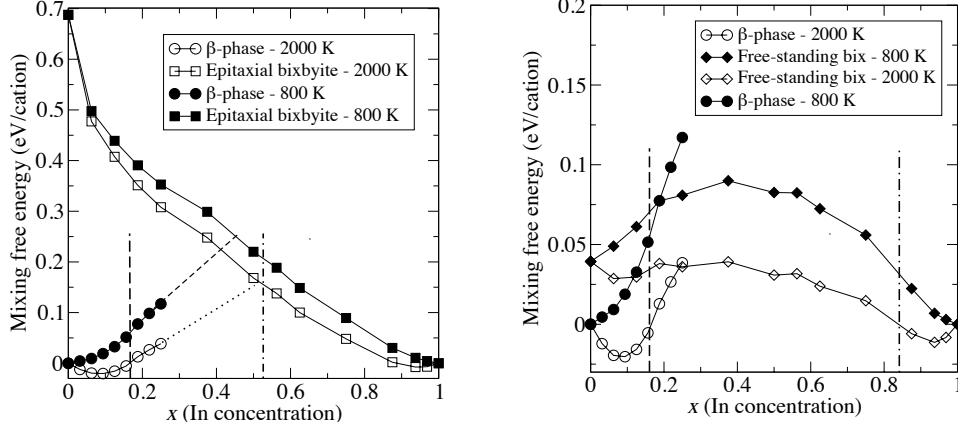 0.7
0.6
0.5
0.4
0.3
0.2
0.1
0
0
0.2
0.4
0.6
0.8
1
x (In concentration)
Mixing free energy (eV/cation)
β-phase - 2000 K
Epitaxial bixbyite - 2000 K
β-phase - 800 K
Epitaxial bixbyite - 800 K
0.2
0.15
0.1
0.05
0
0
0.2
0.4
0.6
0.8
1
x (In concentration)
Mixing free energy (eV/cation)
β-phase - 2000 K
Free-standing bix - 800 K
Free-standing bix - 2000 K
β-phase - 800 K